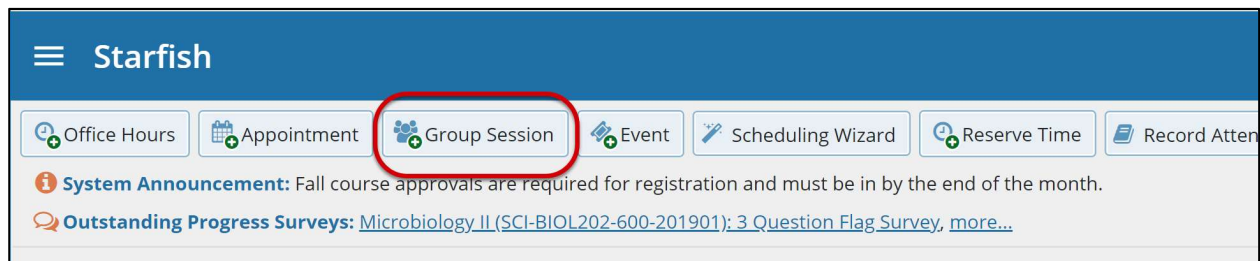 Starfish
Office Hours Appointment Group Session Event Scheduling Wizard Reserve Time Record Atten
System Announcement: Fall course approvals are required for registration and must be in by the end of the month.
Outstanding Progress Surveys: Microbiology II (SCI-BIOL202-600-201901): 3 Question Flag Survey, more...